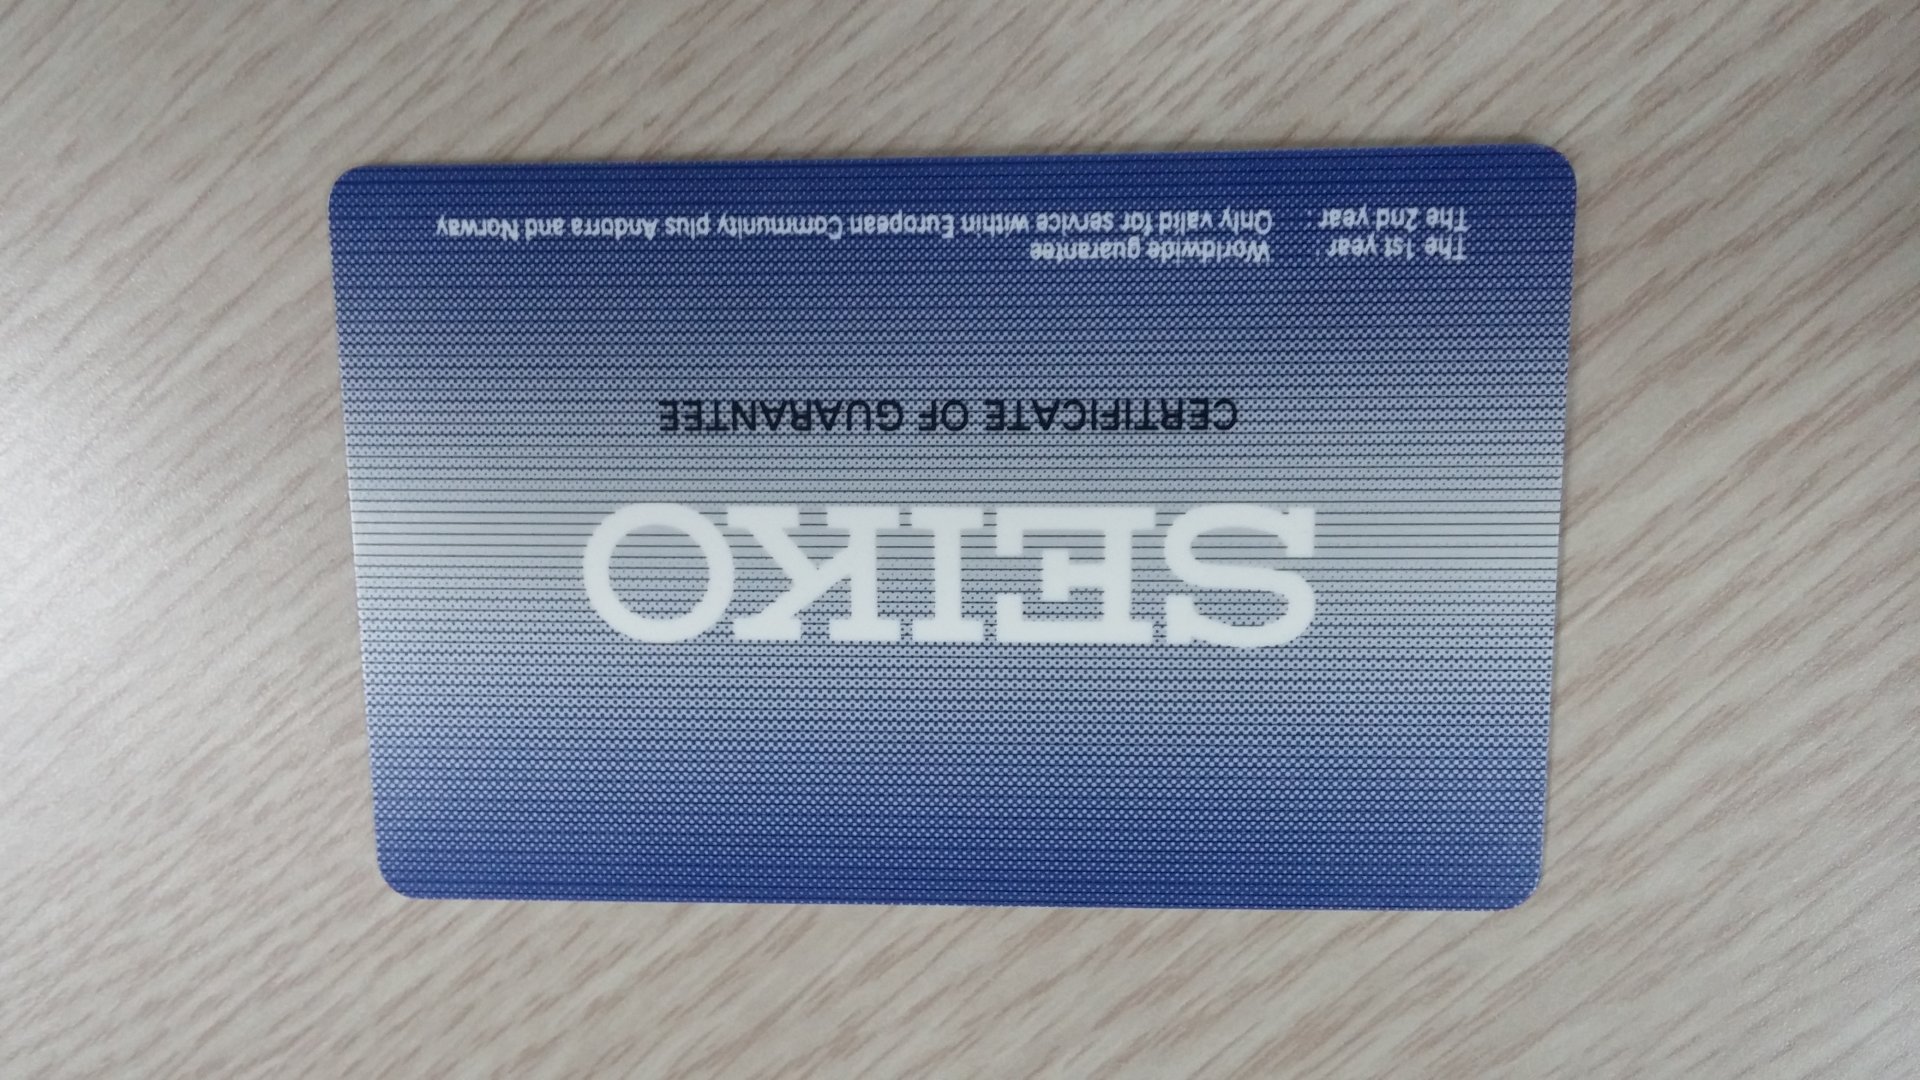 SEIKO
CERTIFICATE OF GUARANTEE
The 1st year : Worldwide guarantee
The 2nd year : Only valid for service within European Community plus Andorra and Norway